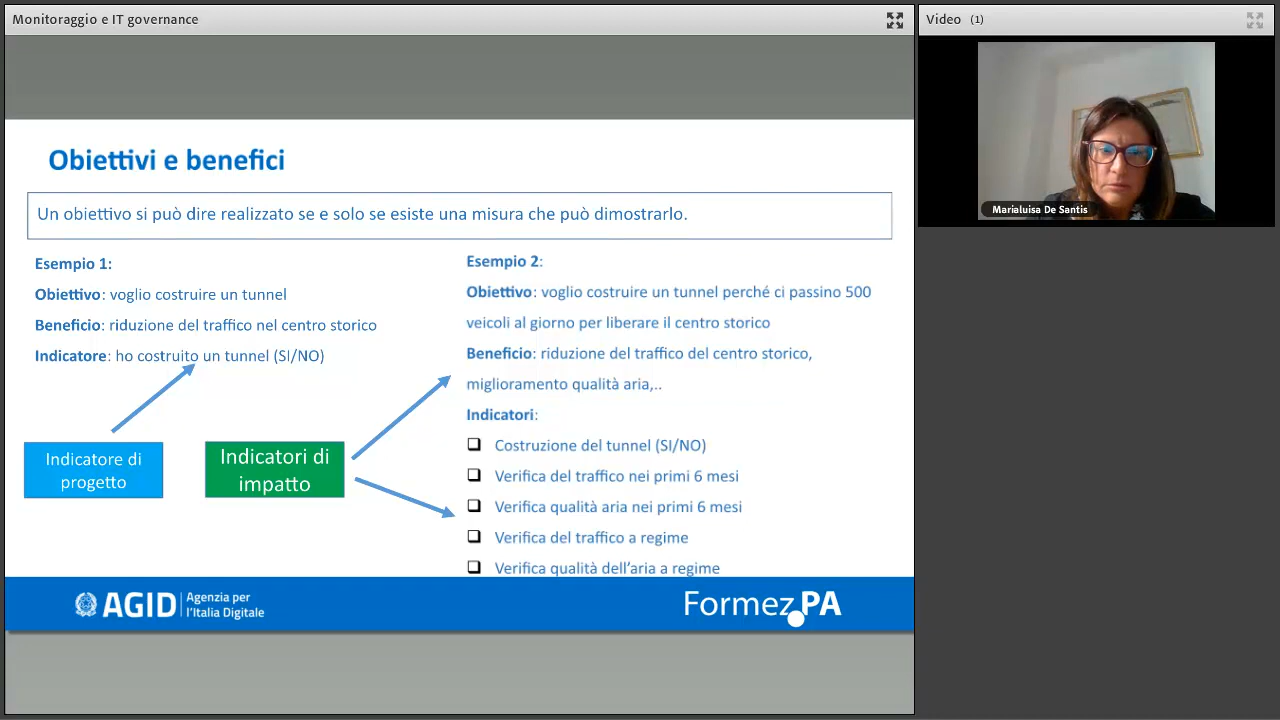 Monitoraggio e IT governance
Video (1)
Marialuisa De Santis
Obiettivi e benefici
Un obiettivo si può dire realizzato se e solo se esiste una misura che può dimostrarlo.
Esempio 1:
Obiettivo: voglio costruire un tunnel
Beneficio: riduzione del traffico nel centro storico
Indicatore: ho costruito un tunnel (SI/NO)
Indicatore di
progetto
Indicatori di
impatto
Esempio 2:
Obiettivo: voglio costruire un tunnel perché ci passino 500
veicoli al giorno per liberare il centro storico
Beneficio: riduzione del traffico del centro storico,
miglioramento qualità aria,..
Indicatori:
Costruzione del tunnel (SI/NO)
Verifica del traffico nei primi 6 mesi
Verifica qualità aria nei primi 6 mesi
Verifica del traffico a regime
Verifica qualità dell'aria a regime
AGID Agenzia per
l'Italia Digitale
Formez PA